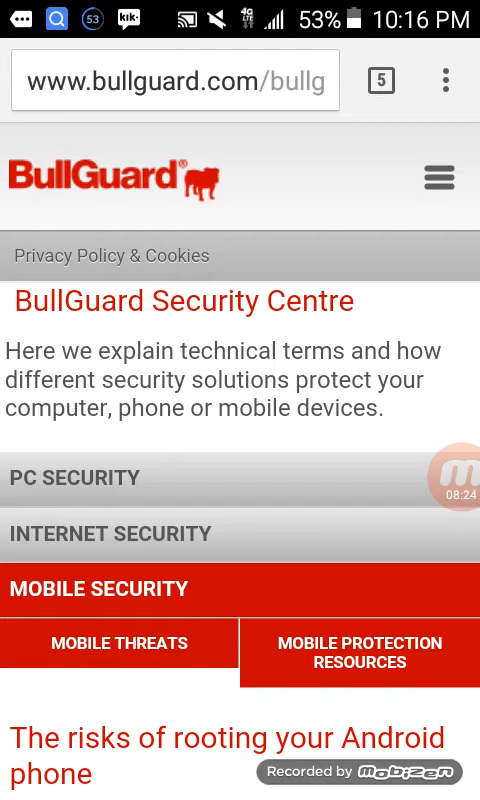 53
kik.
4G
LTE
53%
10:16 PM
www.bullguard.com/bullg
5
BullGuard®
Privacy Policy & Cookies
BullGuard Security Centre
Here we explain technical terms and how
different security solutions protect your
computer, phone or mobile devices.
PC SECURITY
08:24
INTERNET SECURITY
MOBILE SECURITY
MOBILE THREATS
MOBILE PROTECTION
RESOURCES
The risks of rooting your Android
phone
Recorded by mobizen